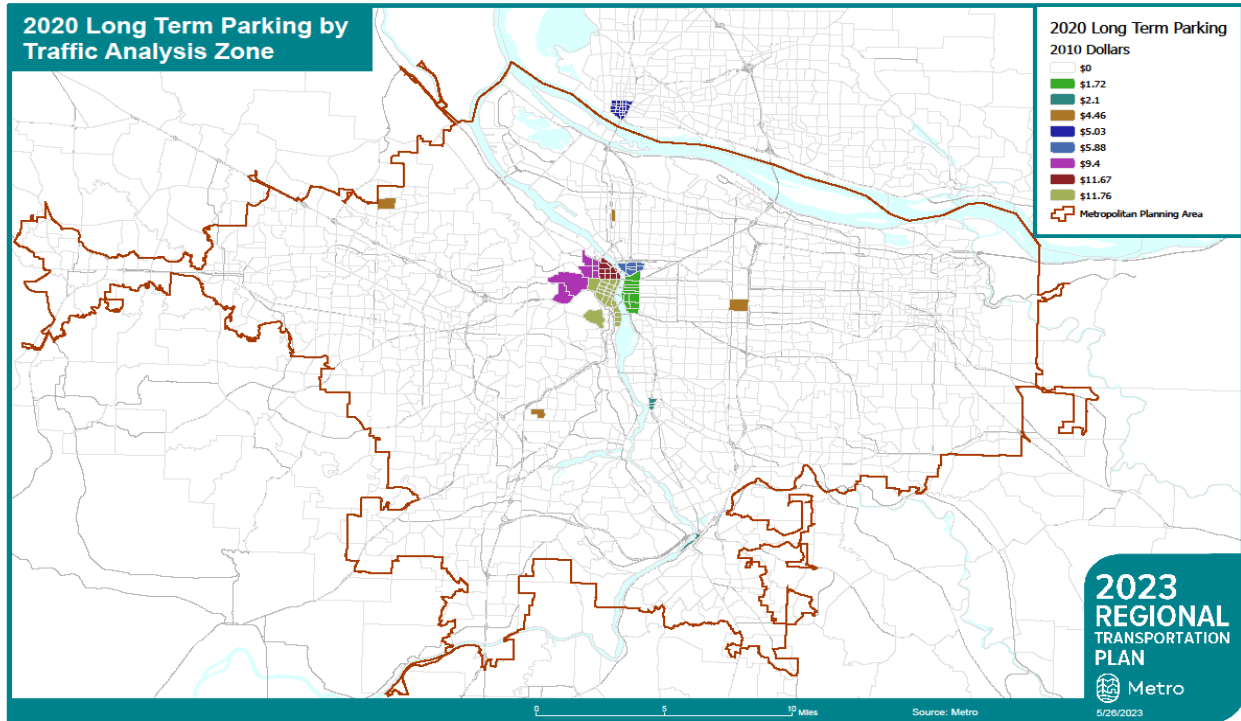 2020 Long Term Parking by
Traffic Analysis Zone
2020 Long Term Parking
2010 Dollars
$0
$1.72
$2.1
$4.46
$5.03
$5.88
$9.4
$11.67
$11.76
Metropolitan Planning Area
2023
REGIONAL
TRANSPORTATION
PLAN
Metro
0 5 10 Miles
Source: Metro
5/26/2023